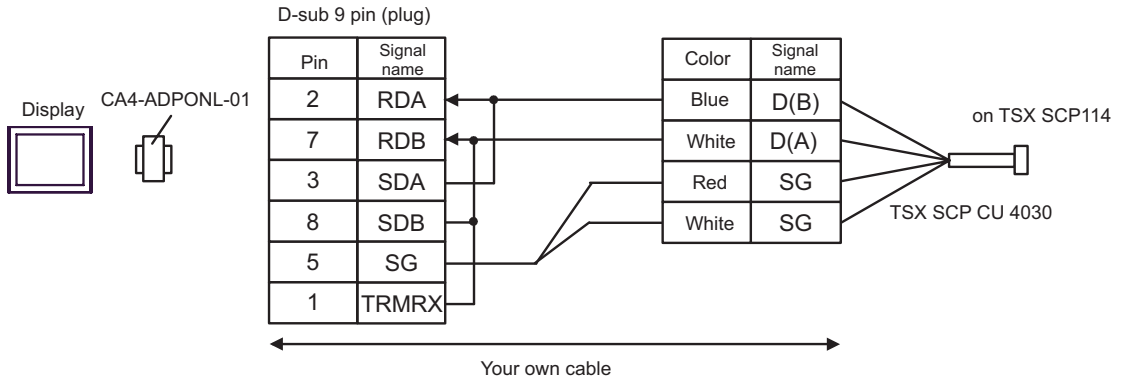 D-sub 9 pin (plug)
Display
CA4-ADPONL-01
Pin Signal name
2 RDA
7 RDB
3 SDA
8 SDB
5 SG
1 TRMRX
Color Signal name
Blue D(B)
White D(A)
Red SG
White SG
on TSX SCP114
TSX SCP CU 4030
Your own cable